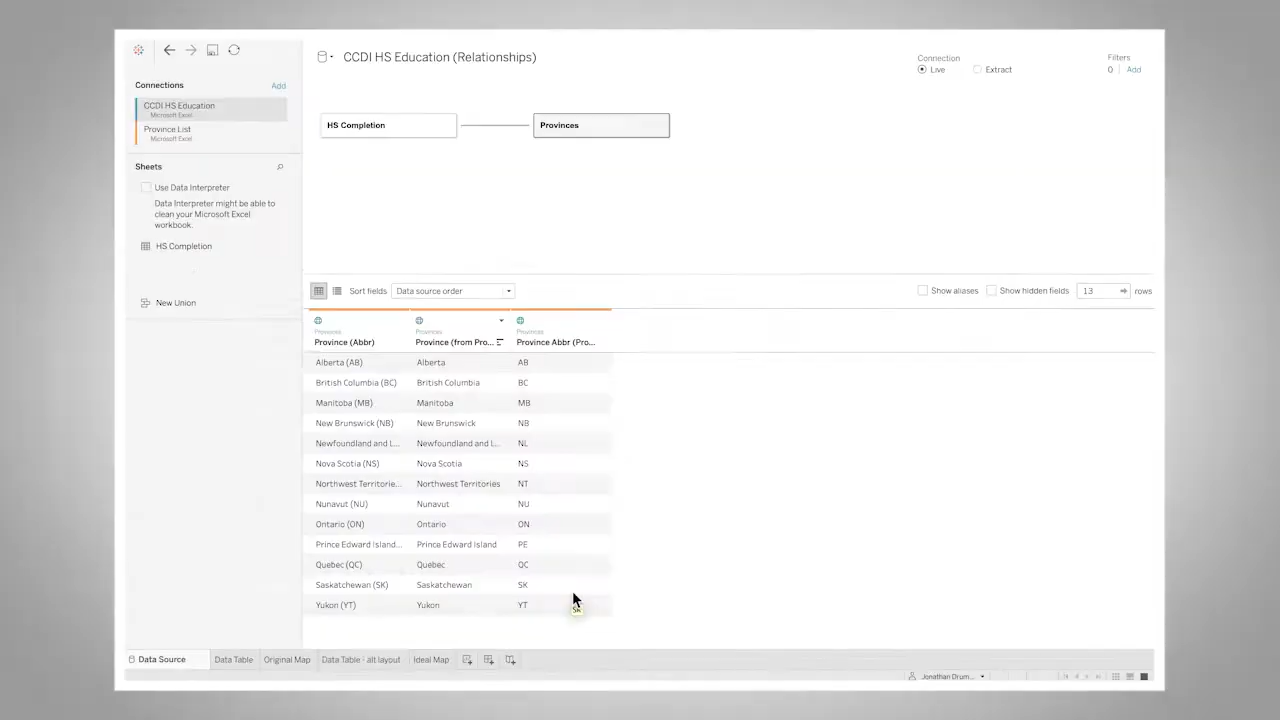 CCDI HS Education (Relationships)
Connection
Live
Extract
Filters
0
Add
Connections
Add
CCDI HS Education
Microsoft Excel
Province List
Microsoft Excel
HS Completion
Provinces
Sheets
Use Data Interpreter
Data Interpreter might be able to
clean your Microsoft Excel
workbook.
HS Completion
New Union
Sort fields
Data source order
Show aliases
Show hidden fields
13
rows
Provinces
Provinces
Provinces
Province (Abbr)
Province (from Pro...
Province Abbr (Pro...
Alberta (AB)
Alberta
AB
British Columbia (BC)
British Columbia
BC
Manitoba (MB)
Manitoba
MB
New Brunswick (NB)
New Brunswick
NB
Newfoundland and L...
Newfoundland and L...
NL
Nova Scotia (NS)
Nova Scotia
NS
Northwest Territorie...
Northwest Territories
NT
Nunavut (NU)
Nunavut
NU
Ontario (ON)
Ontario
ON
Prince Edward Island...
Prince Edward Island
PE
Quebec (QC)
Quebec
QC
Saskatchewan (SK)
Saskatchewan
SK
Yukon (YT)
Yukon
YT
SK
Data Source
Data Table
Original Map
Data Table - alt layout
Ideal Map
Jonathan Drum...